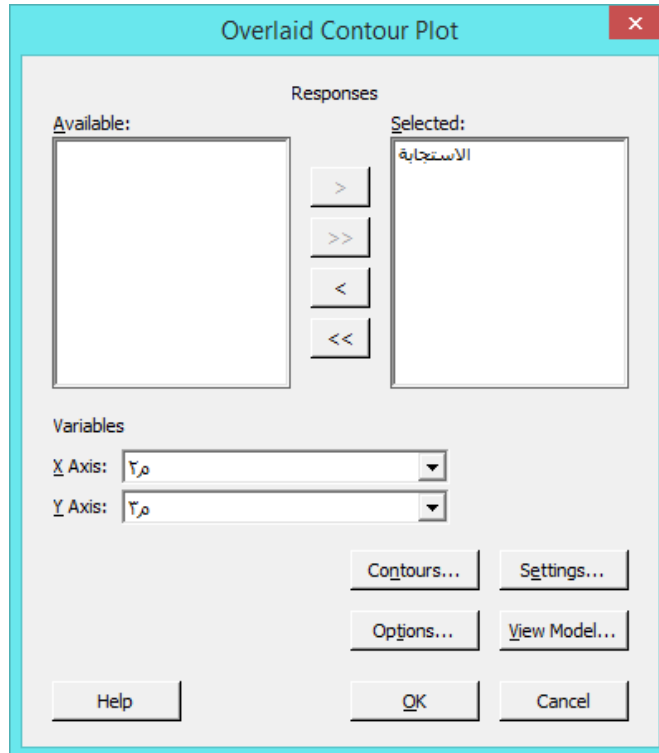 Overlaid Contour Plot
×
Responses
Available:
Selected:
الاستجابة
>
>>
<
<<
Variables
X Axis: م٢
Y Axis: م٣
Contours...
Settings...
Options...
View Model...
Help
OK
Cancel